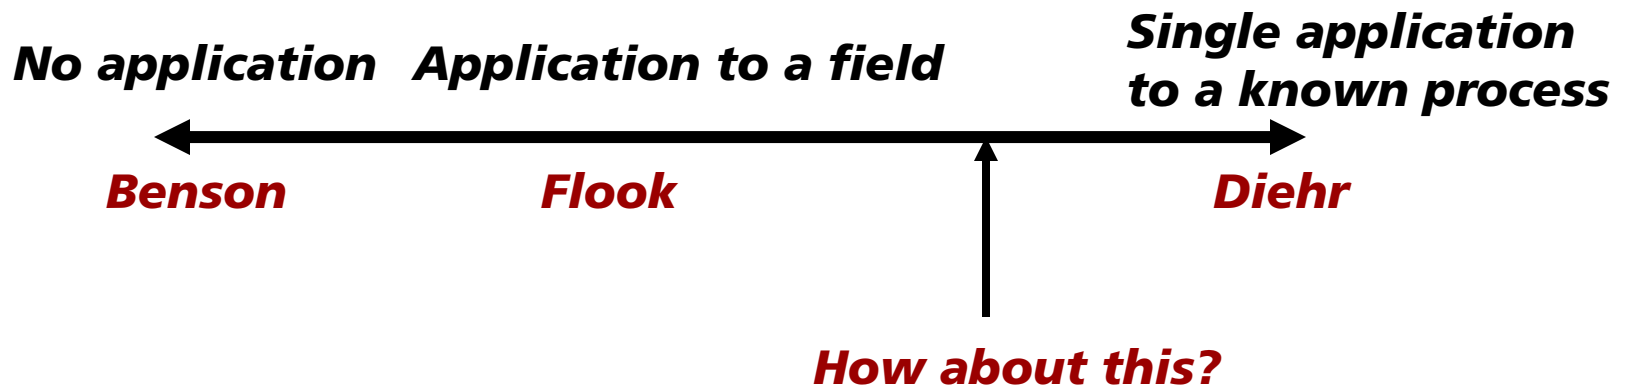 No application
Application to a field
Single application
to a known process
Benson
Flook
Diehr
How about this?